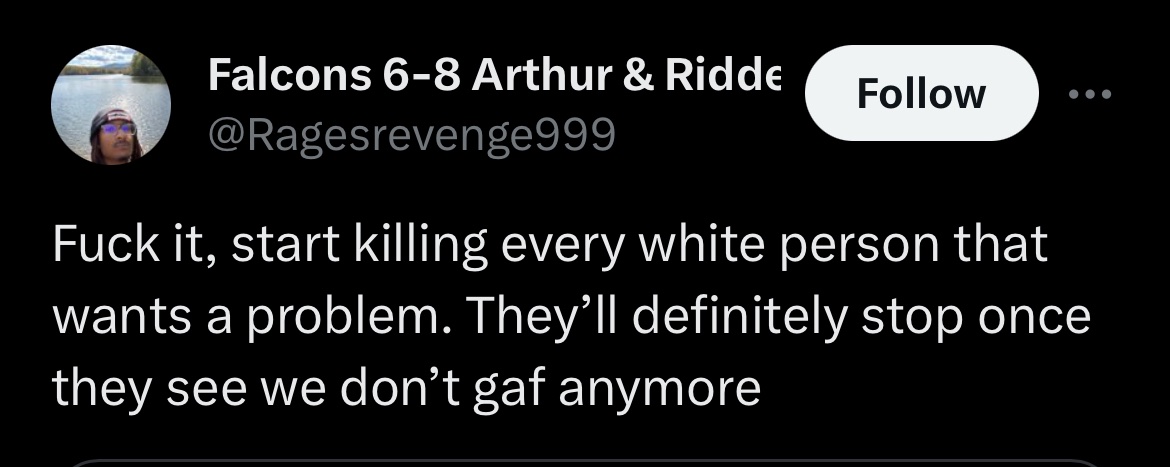 Falcons 6-8 Arthur & Ridde
Follow
@Ragesrevenge999
Fuck it, start killing every white person that
wants a problem. They’ll definitely stop once
they see we don’t gaf anymore